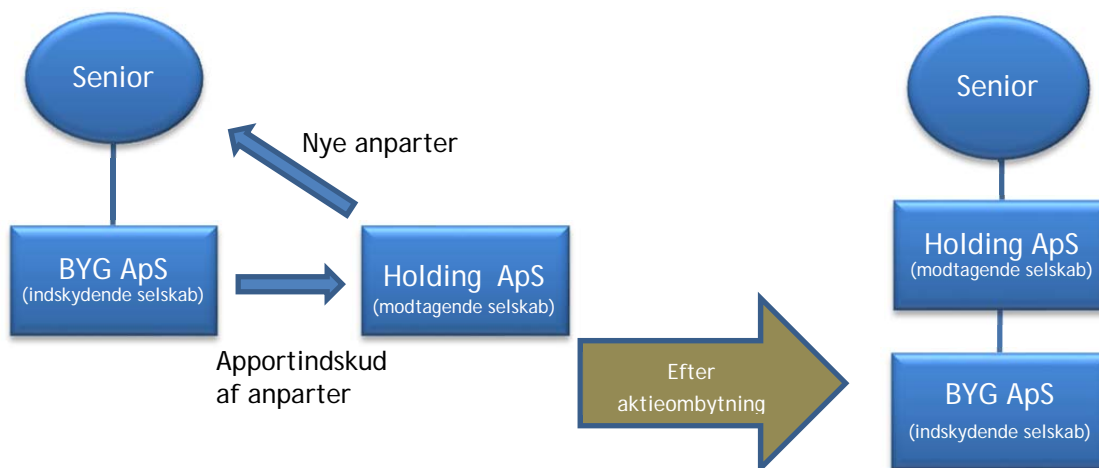 Senior
Nye anparter
BYG ApS
(indskydende selskab)
Holding ApS
(modtagende selskab)
Apportindskud
af anparter
Efter
aktieombytning
Senior
Holding ApS
(modtagende selskab)
BYG ApS
(indskydende selskab)